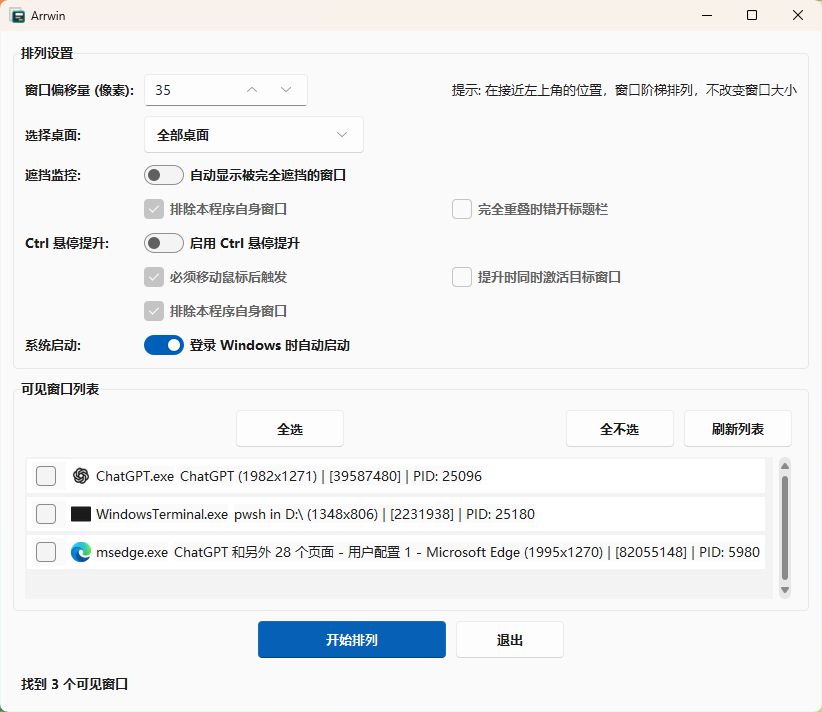 Arrwin
排列设置
窗口偏移量 (像素): 35 提示: 在接近左上角的位置，窗口阶梯排列，不改变窗口大小
选择桌面: 全部桌面
遮挡监控: 自动显示被完全遮挡的窗口
排除本程序自身窗口 完全重叠时错开标题栏
Ctrl 悬停提升: 启用 Ctrl 悬停提升
必须移动鼠标后触发 提升时同时激活目标窗口
排除本程序自身窗口
系统启动: 登录 Windows 时自动启动
可见窗口列表
全选 全不选 刷新列表
ChatGPT.exe ChatGPT (1982x1271) | [39587480] | PID: 25096
WindowsTerminal.exe pwsh in D:\ (1348x806) | [2231938] | PID: 25180
msedge.exe ChatGPT 和另外 28 个页面 - 用户配置 1 - Microsoft Edge (1995x1270) | [82055148] | PID: 5980
开始排列 退出
找到 3 个可见窗口